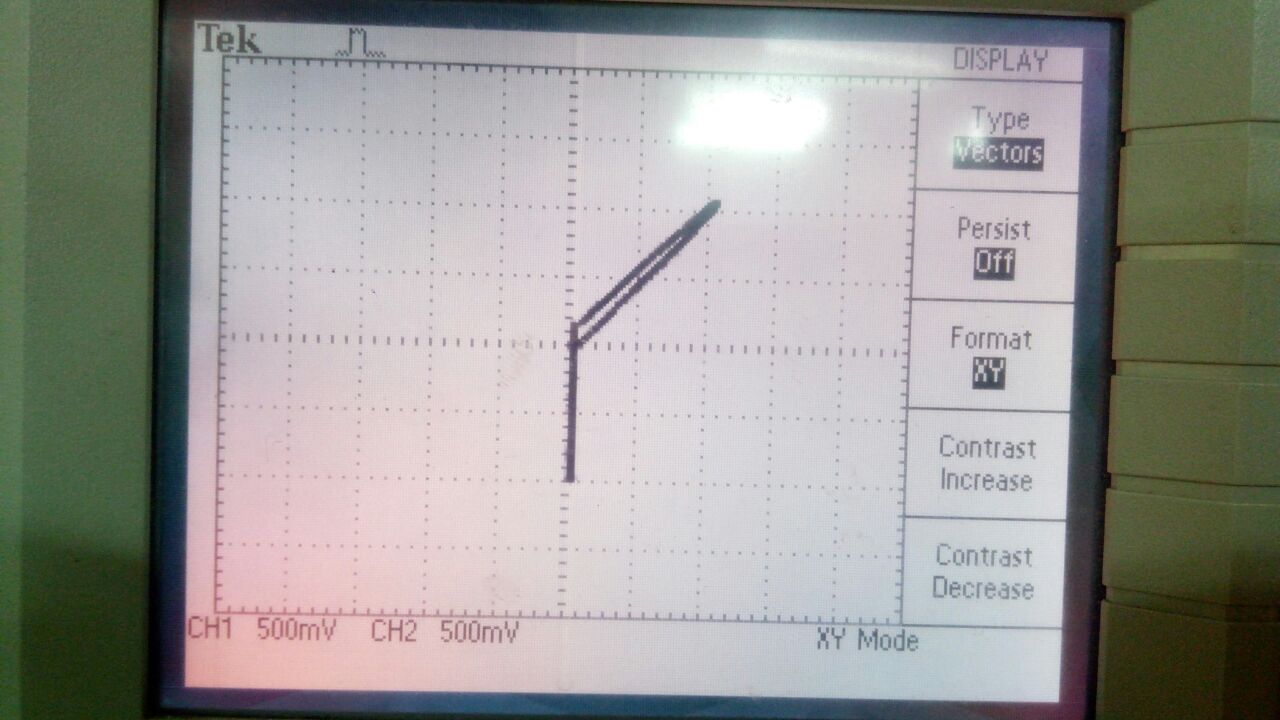 Tek
DISPLAY
Type
Vectors
Persist
Off
Format
XY
Contrast
Increase
Contrast
Decrease
CH1 500mV CH2 500mV XY Mode